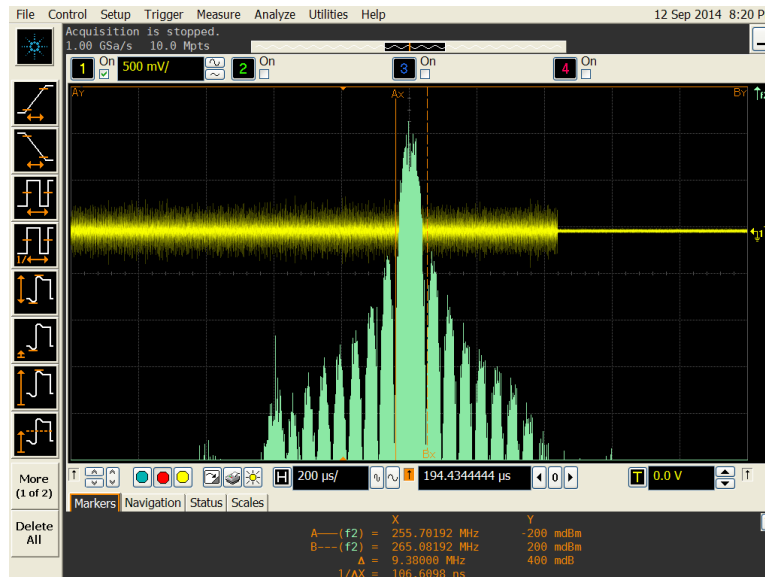 File Control Setup Trigger Measure Analyze Utilities Help 12 Sep 2014 8:20 P
Acquisition is stopped.
1.00 GSa/s 10.0 Mpts
1 On 500 mV/ 2 On 3 On 4 On
Ay Ax By
f2
1
Bx
1/
More
(1 of 2)
Delete
All
H 200 µs/ 194.4344444 µs 0 T 0.0 V
Markers Navigation Status Scales
X Y
A——(f2) = 255.70192 MHz -200 mdBm
B---(f2) = 265.08192 MHz 200 mdBm
Δ = 9.38000 MHz 400 mdB
1/ΔX = 106.6098 ns